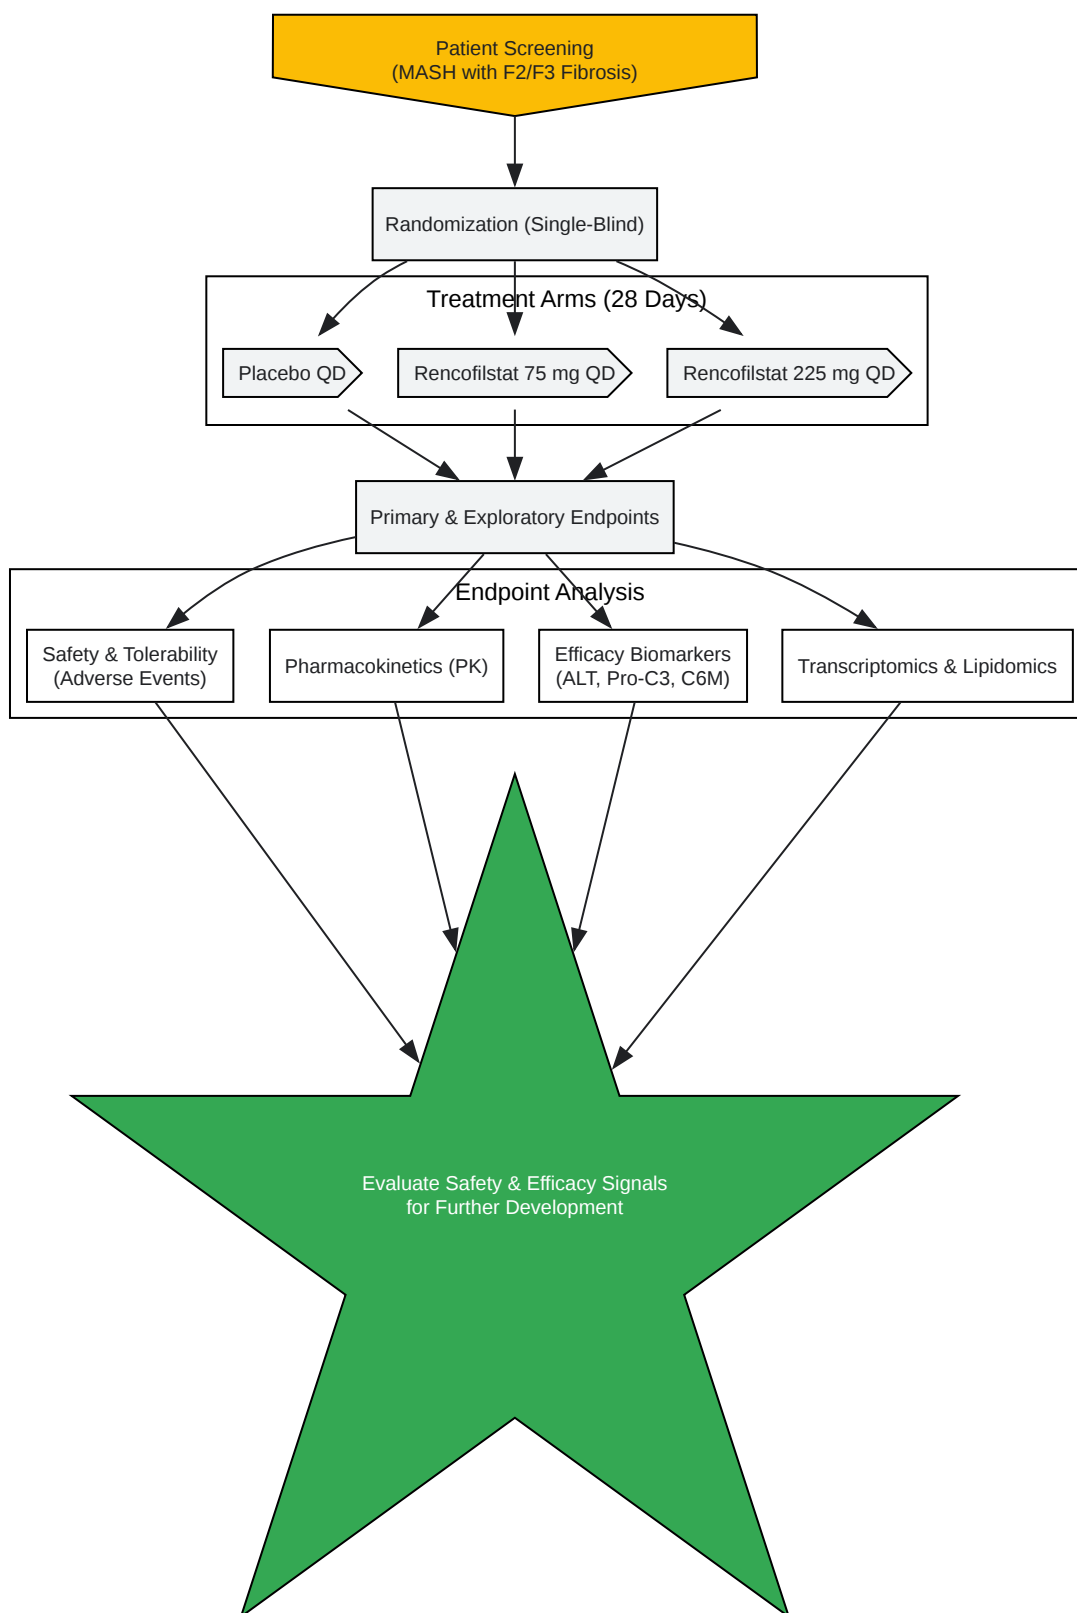 Patient Screening
(MASH with F2/F3 Fibrosis)
Randomization (Single-Blind)
Treatment Arms (28 Days)
Placebo QD
Rencofilstat 75 mg QD
Rencofilstat 225 mg QD
Primary & Exploratory Endpoints
Endpoint Analysis
Safety & Tolerability
(Adverse Events)
Pharmacokinetics (PK)
Efficacy Biomarkers
(ALT, Pro-C3, C6M)
Transcriptomics & Lipidomics
Evaluate Safety & Efficacy Signals
for Further Development